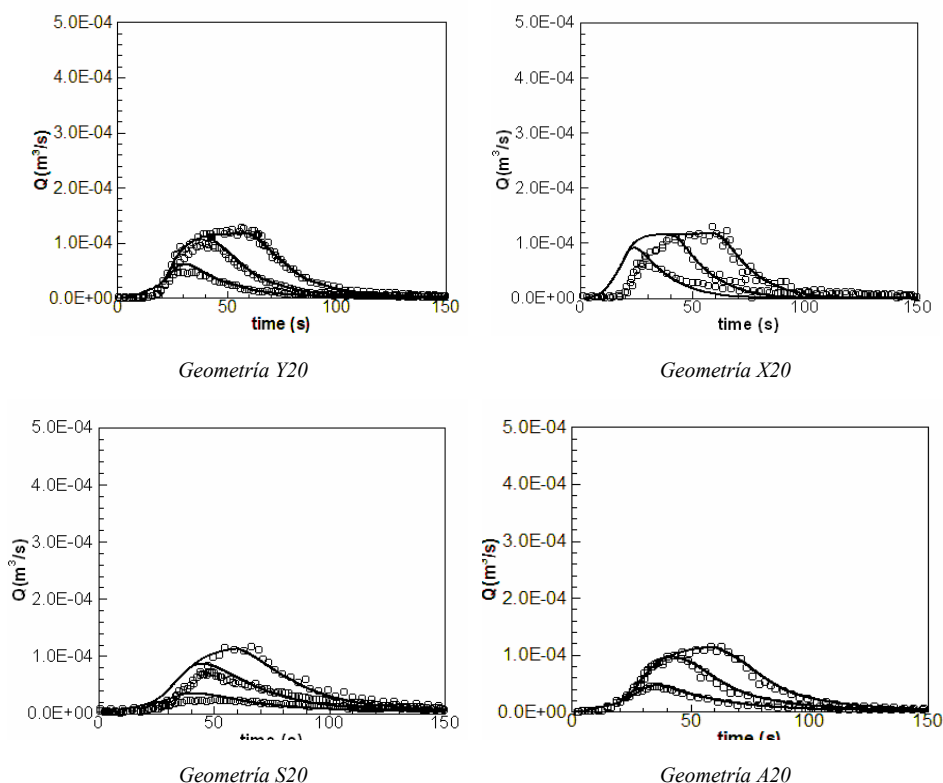 5.0E-04
4.0E-04
3.0E-04
2.0E-04
1.0E-04
0.0E+00
Q(m³/s)
0 50 100 150
time (s)
Geometría Y20
5.0E-04
4.0E-04
3.0E-04
2.0E-04
1.0E-04
0.0E+00
Q(m³/s)
0 50 100 150
time (s)
Geometría X20
5.0E-04
4.0E-04
3.0E-04
2.0E-04
1.0E-04
0.0E+00
Q(m³/s)
0 50 100 150
time (s)
Geometría S20
5.0E-04
4.0E-04
3.0E-04
2.0E-04
1.0E-04
0.0E+00
Q(m³/s)
0 50 100 150
time (s)
Geometría A20